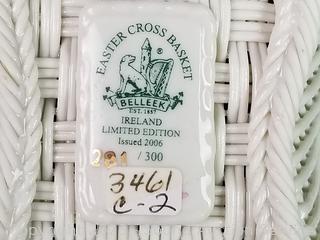 EASTER CROSS BASKET
®
BELLEEK
EST. 1857
IRELAND
LIMITED EDITION
Issued 2006
281 / 300
3461
C-2